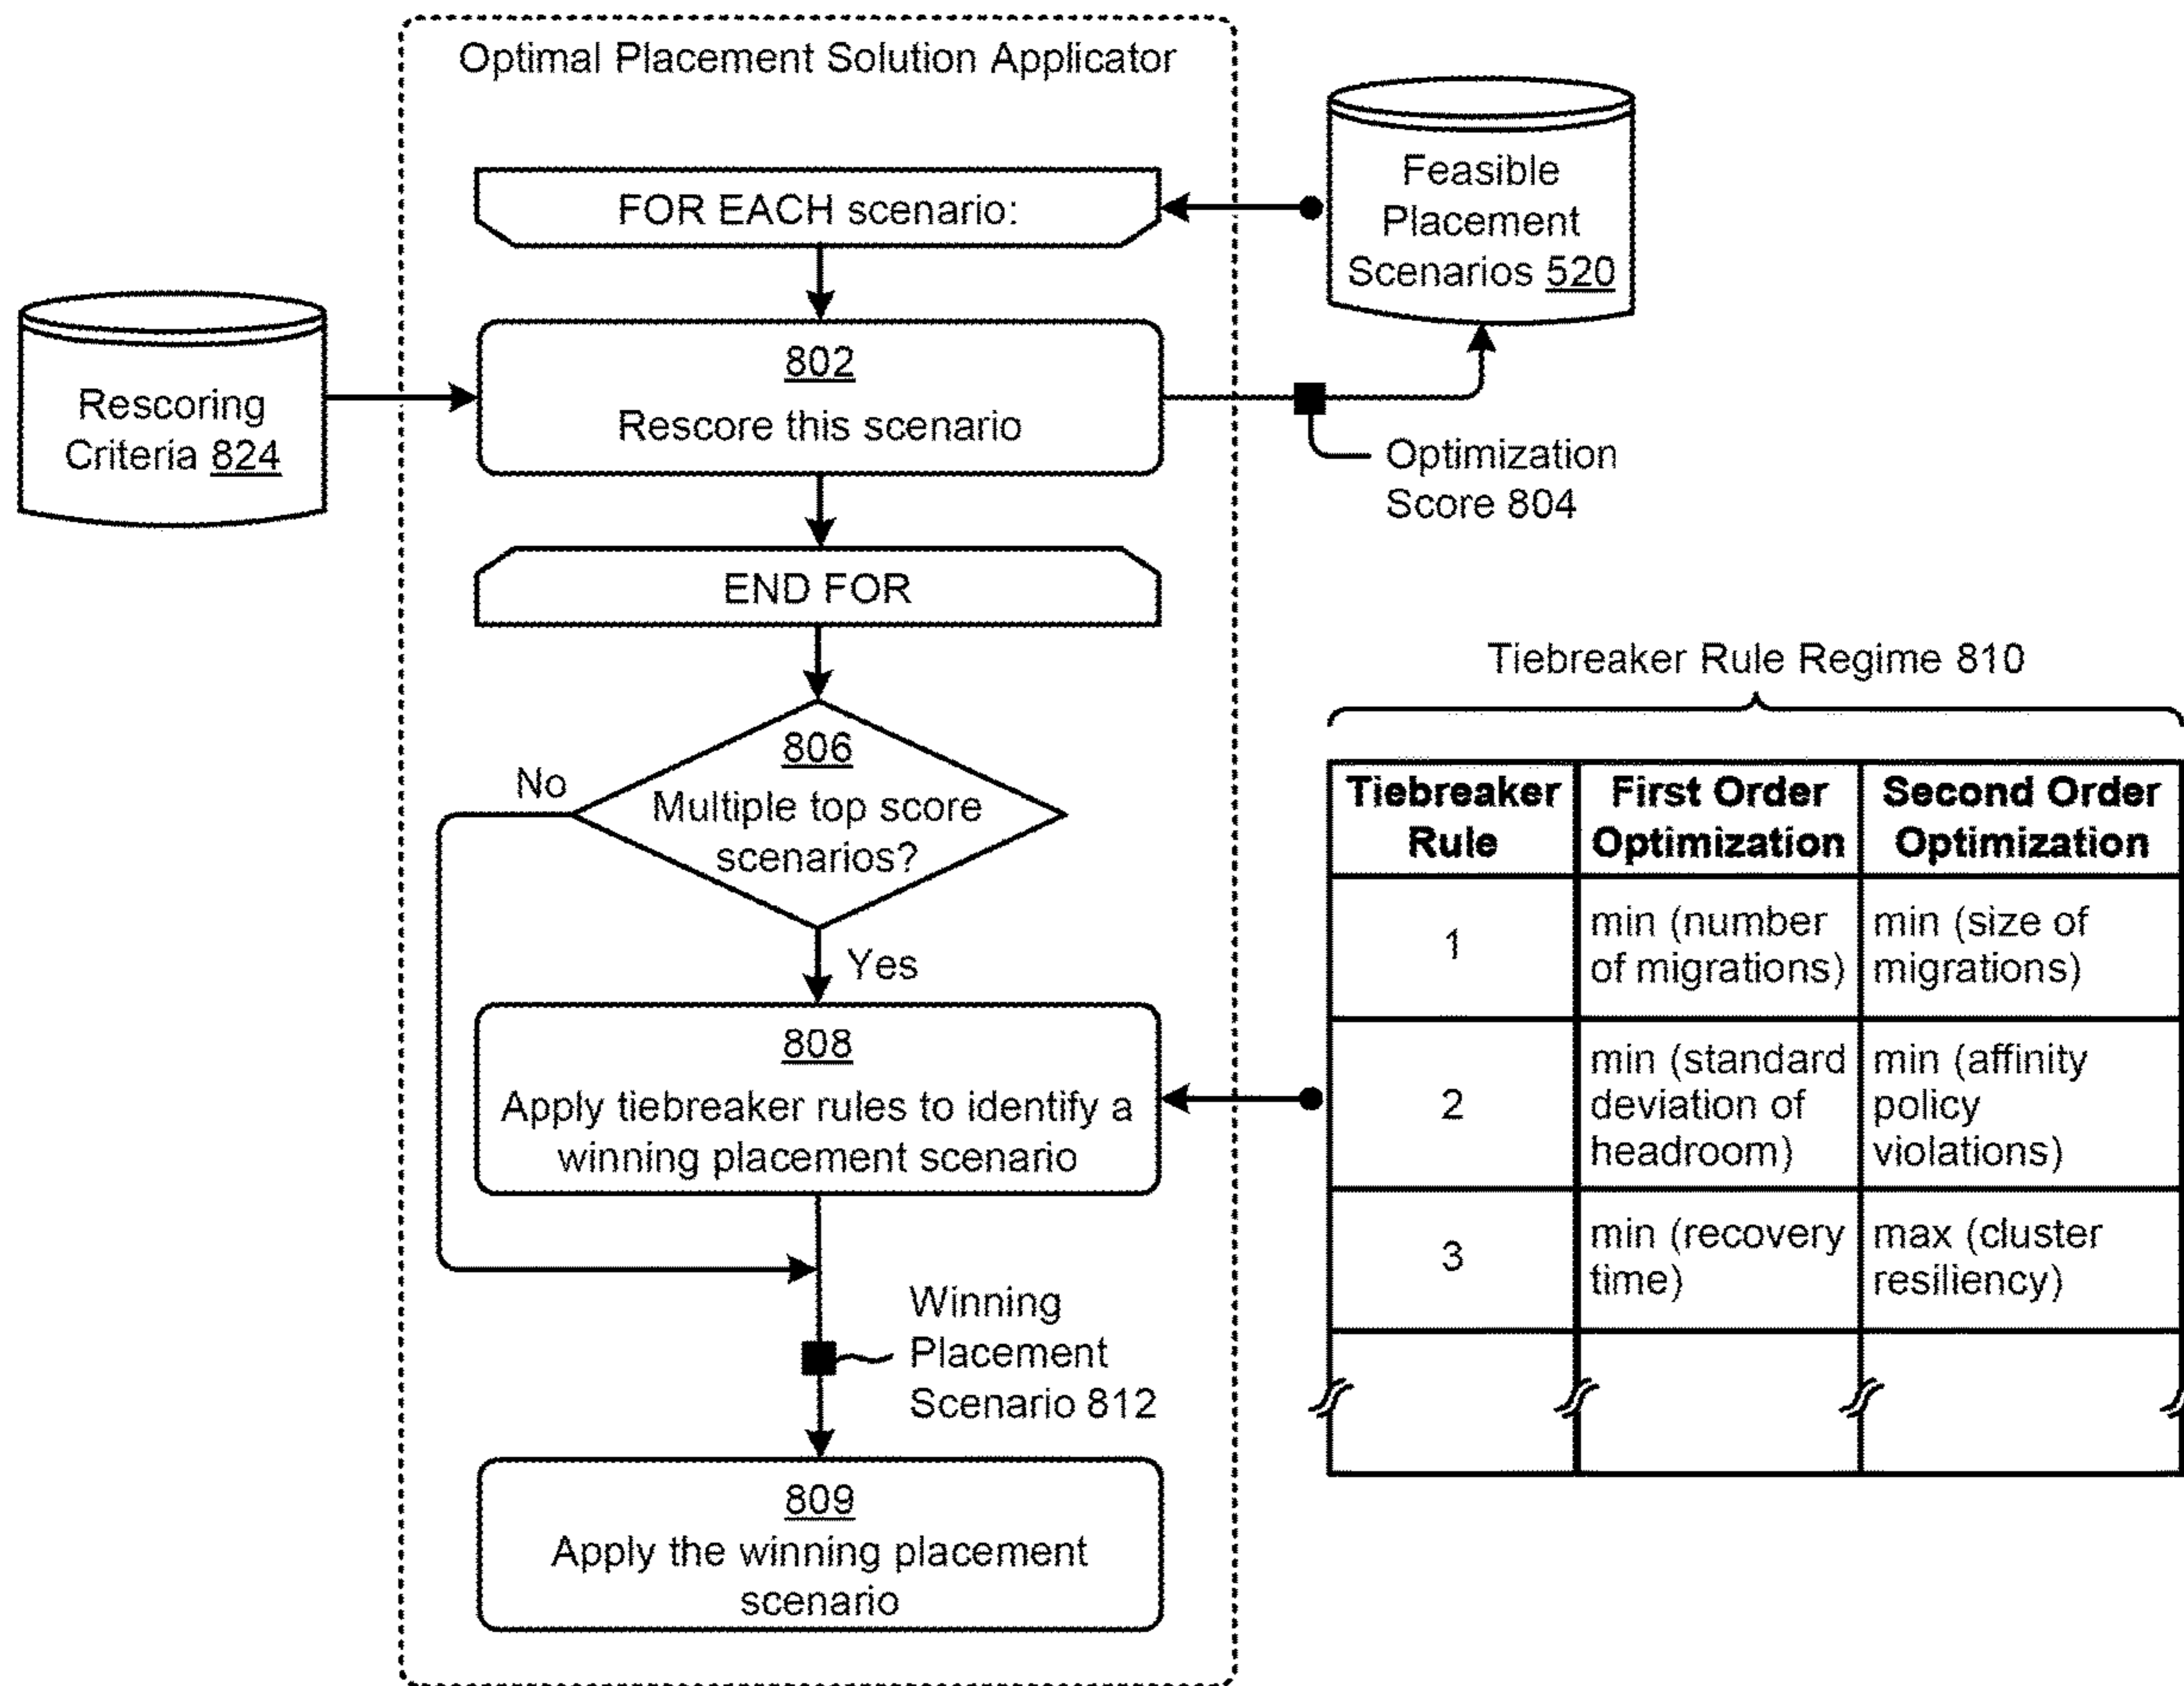 Optimal Placement Solution Applicator
FOR EACH scenario:
Feasible
Placement
Scenarios 520
Rescoring
Criteria 824
802
Rescore this scenario
Optimization
Score 804
END FOR
806
Multiple top score
scenarios?
No
Yes
808
Apply tiebreaker rules to identify a
winning placement scenario
Winning
Placement
Scenario 812
809
Apply the winning placement
scenario
Tiebreaker Rule Regime 810
Tiebreaker
Rule
First Order
Optimization
Second Order
Optimization
1
min (number
of migrations)
min (size of
migrations)
2
min (standard
deviation of
headroom)
min (affinity
policy
violations)
3
min (recovery
time)
max (cluster
resiliency)